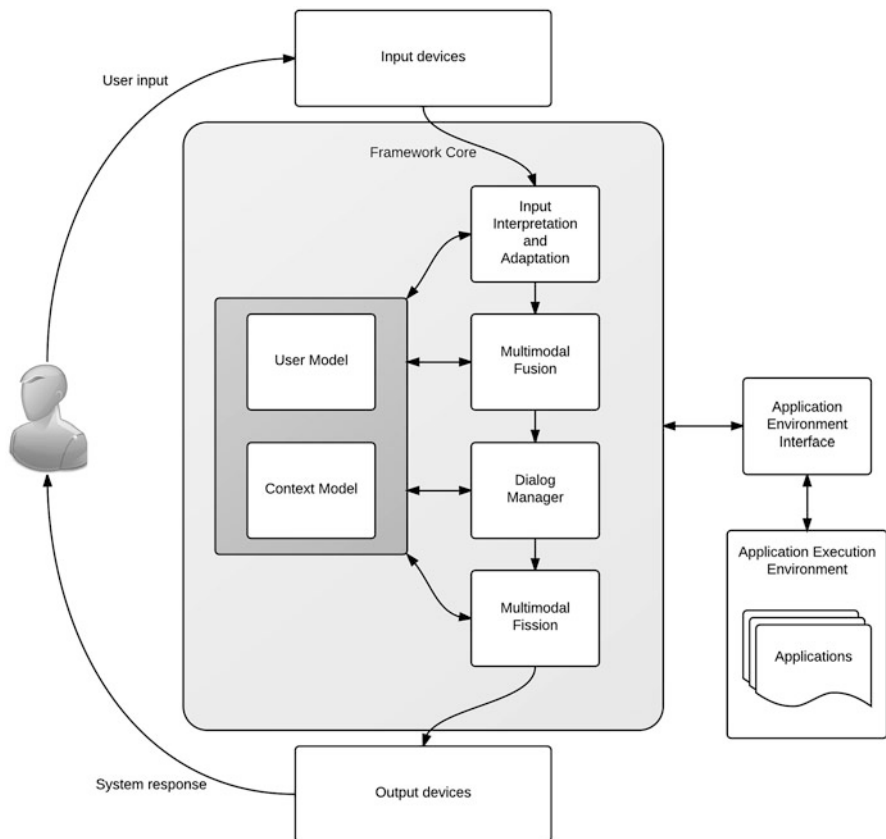 Input devices
User input
Framework Core
Input
Interpretation
and
Adaptation
User Model
Multimodal
Fusion
Application
Environment
Interface
Context Model
Dialog
Manager
Application Execution
Environment
Multimodal
Fission
Applications
System response
Output devices